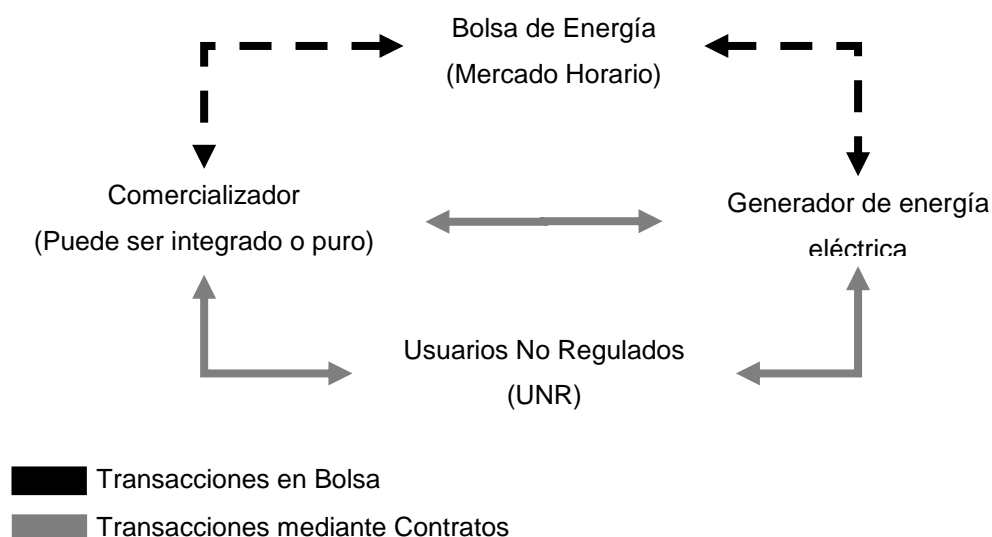 Bolsa de Energía
(Mercado Horario)
Comercializador
(Puede ser integrado o puro)
Generador de energía
eléctrica
Usuarios No Regulados
(UNR)
Transacciones en Bolsa
Transacciones mediante Contratos